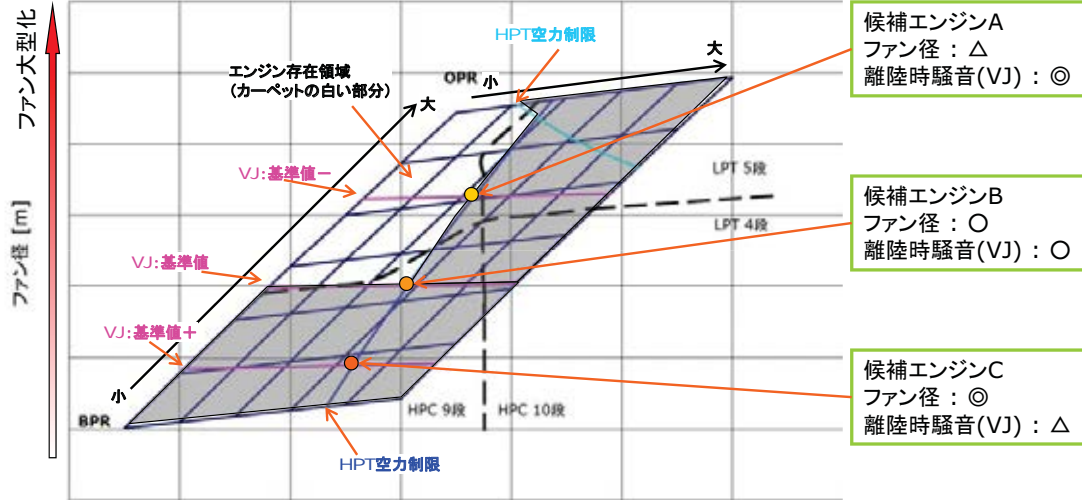 ファン大型化
ファン径 [m]
HPT空力制限
大
OPR
小
エンジン存在領域
(カーペットの白い部分)
大
VJ:基準値－
LPT 5段
LPT 4段
VJ:基準値
VJ:基準値＋
小
BPR
HPC 9段
HPC 10段
HPT空力制限
候補エンジンA
ファン径 : △
離陸時騒音(VJ) : ◎
候補エンジンB
ファン径 : ○
離陸時騒音(VJ) : ○
候補エンジンC
ファン径 : ◎
離陸時騒音(VJ) : △